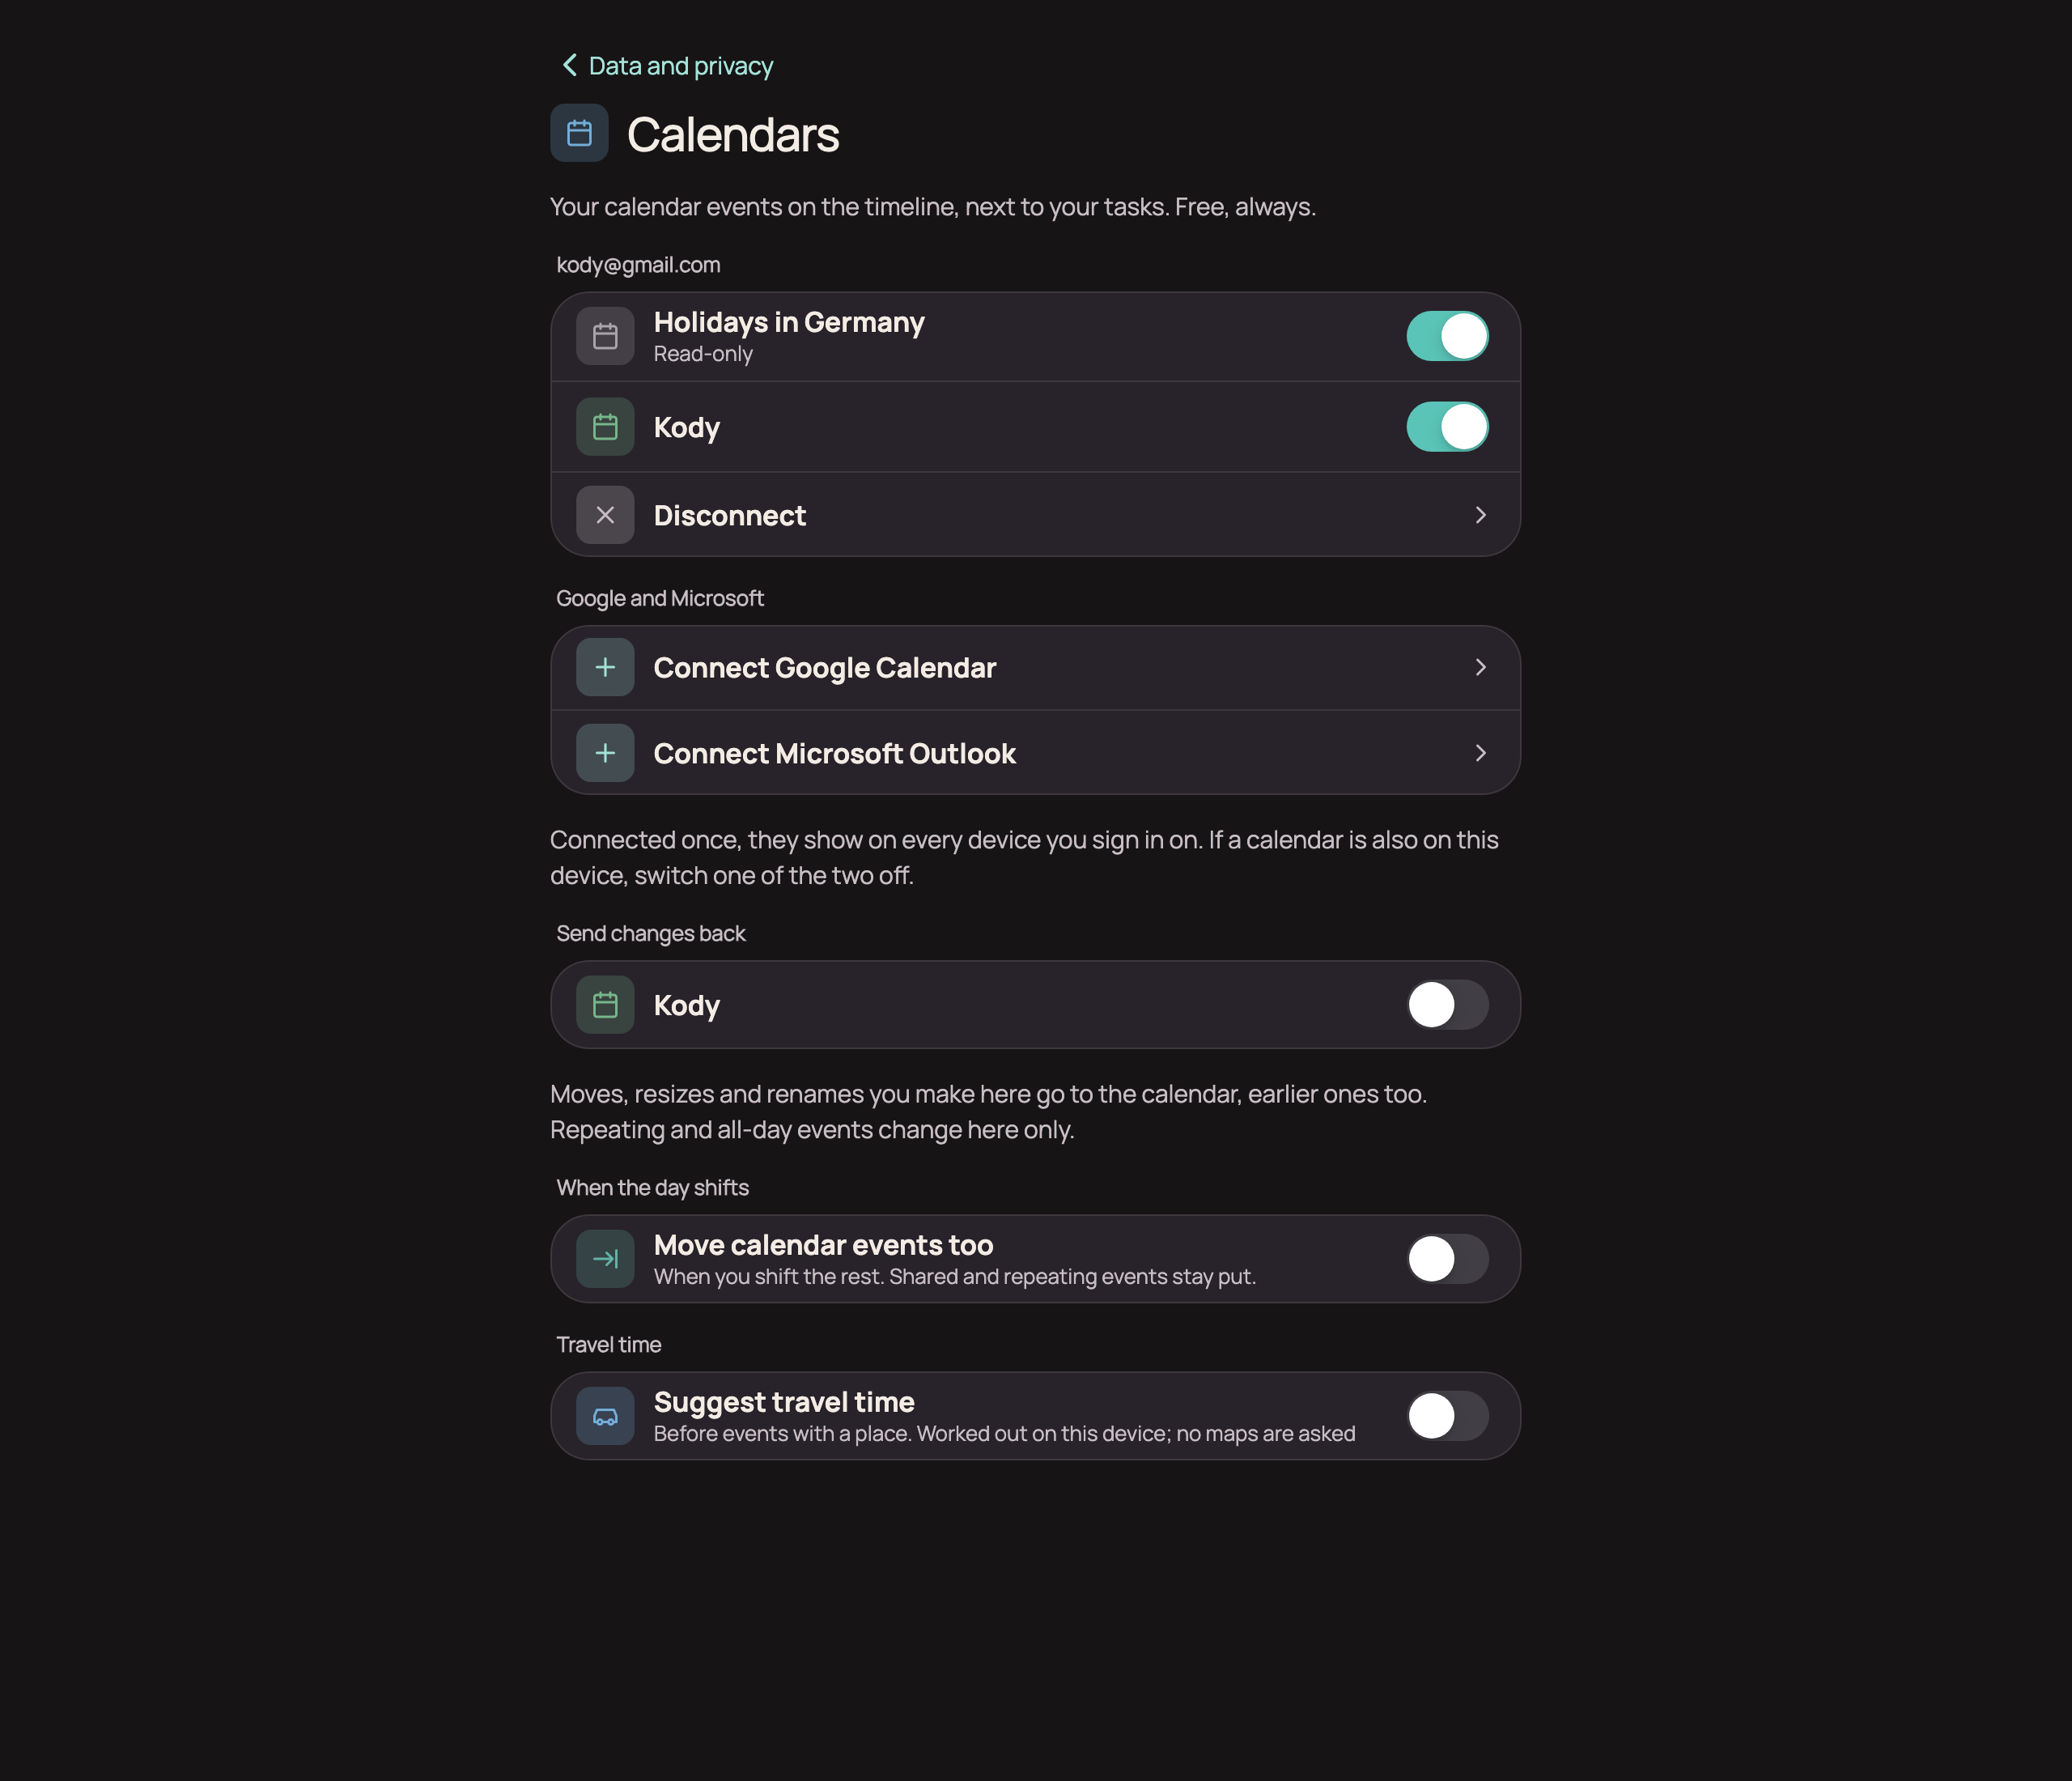 Data and privacy
Calendars
Your calendar events on the timeline, next to your tasks. Free, always.
kody@gmail.com
Holidays in Germany
Read-only
Kody
Disconnect
Google and Microsoft
Connect Google Calendar
Connect Microsoft Outlook
Connected once, they show on every device you sign in on. If a calendar is also on this
device, switch one of the two off.
Send changes back
Kody
Moves, resizes and renames you make here go to the calendar, earlier ones too.
Repeating and all-day events change here only.
When the day shifts
Move calendar events too
When you shift the rest. Shared and repeating events stay put.
Travel time
Suggest travel time
Before events with a place. Worked out on this device; no maps are asked